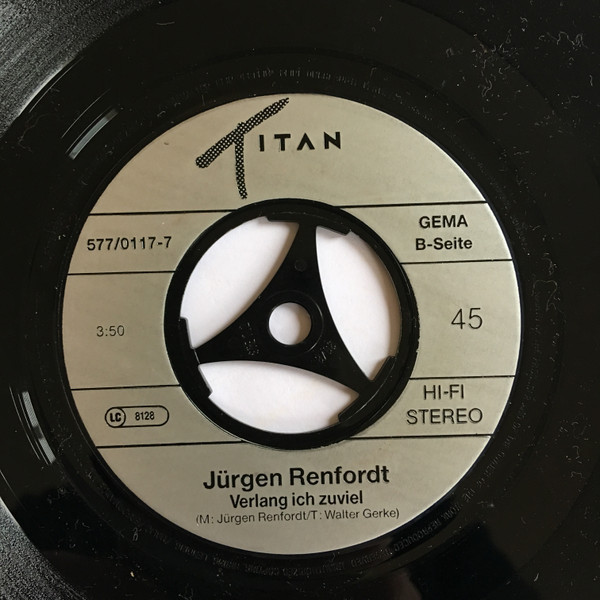 TITAN
577/0117-7
GEMA
B-Seite
3:50
45
LC 8128
HI-FI
STEREO
Jürgen Renfordt
Verlang ich zuviel
(M: Jürgen Renfordt/T: Walter Gerke)